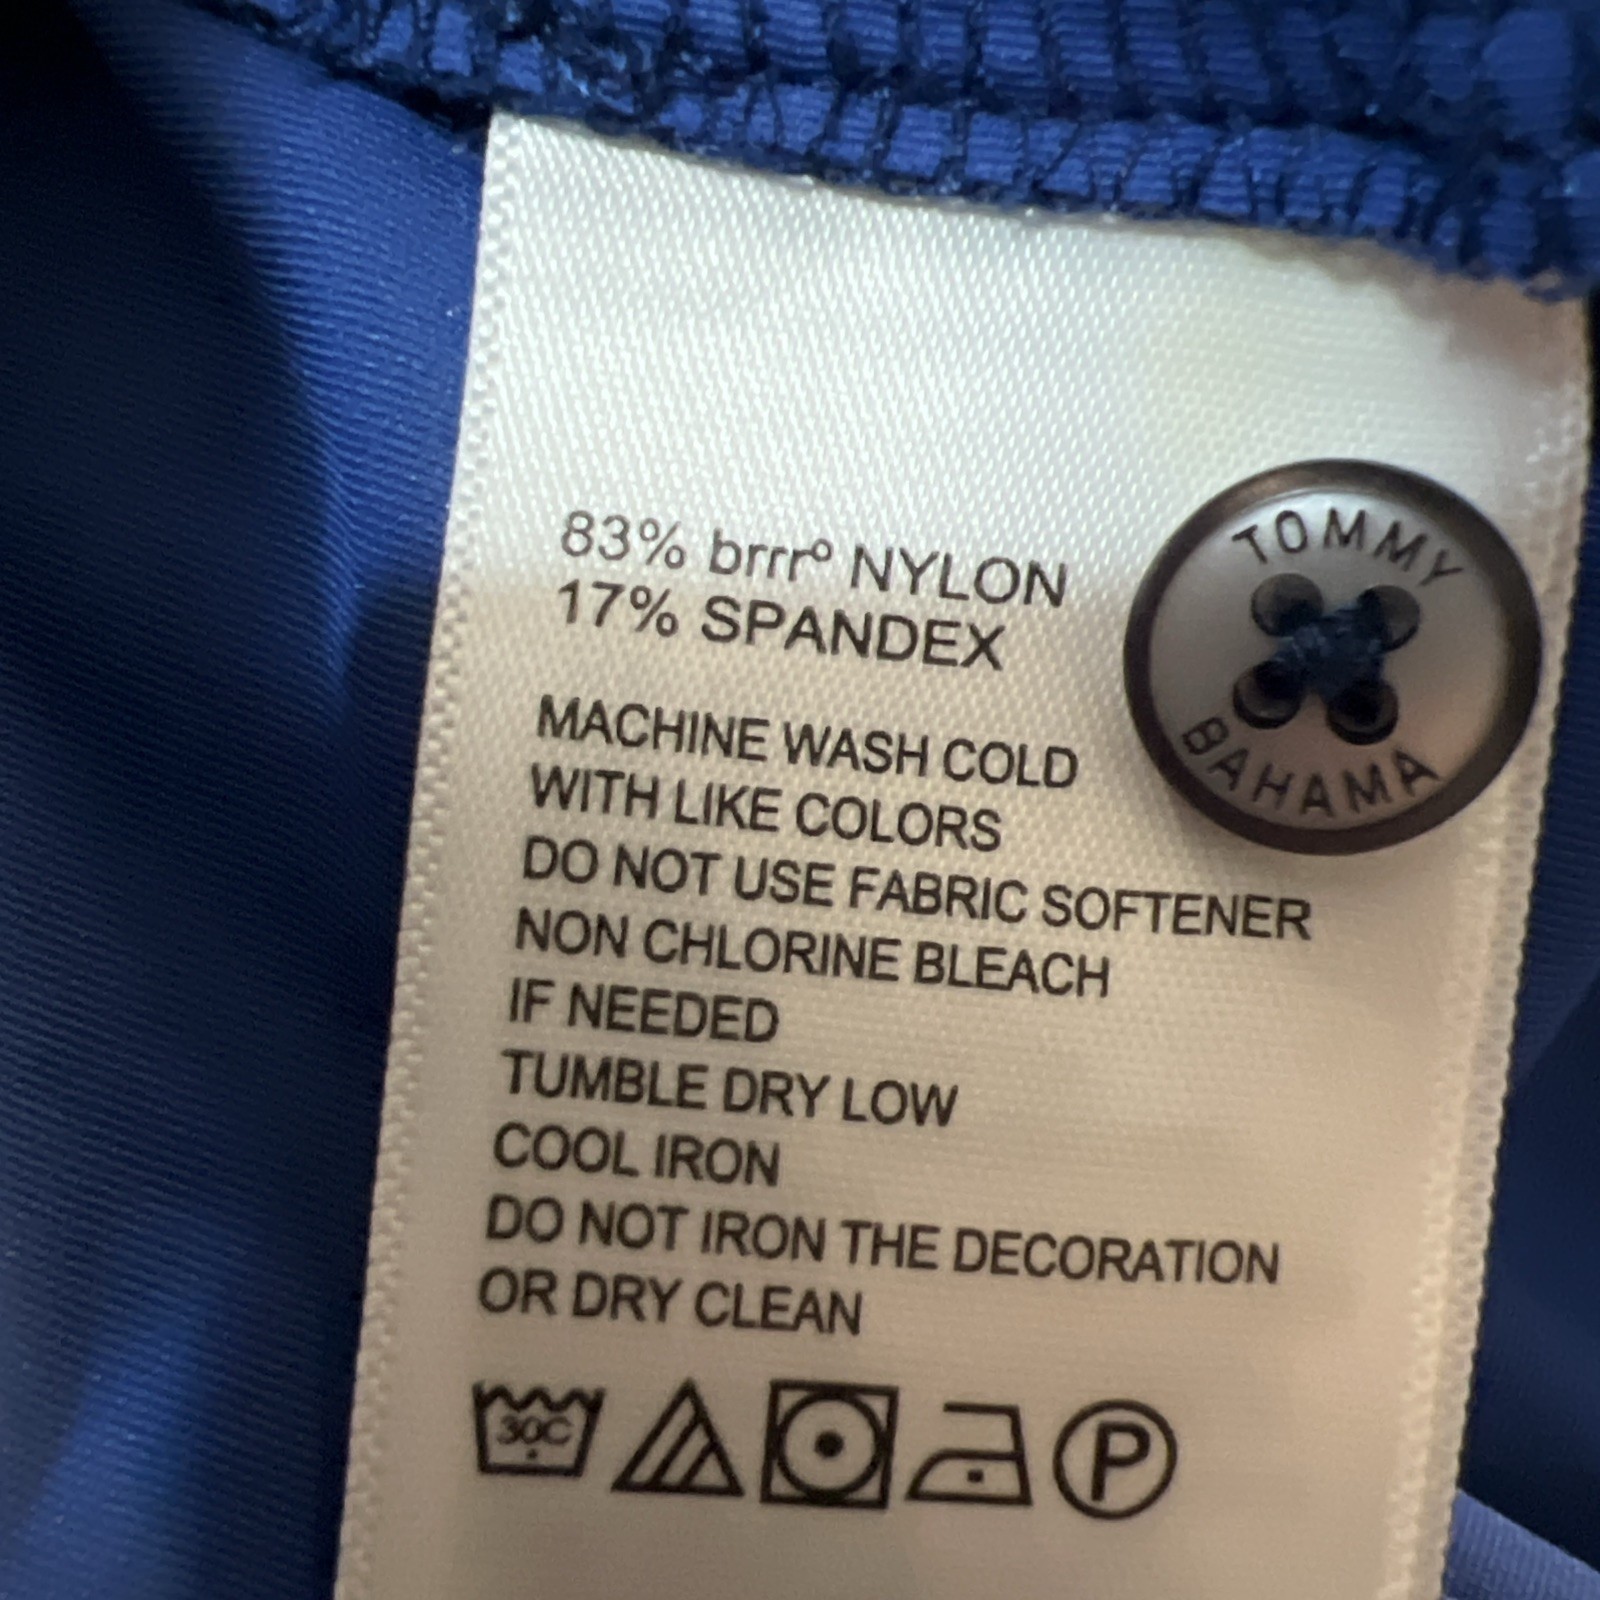 83% brrr° NYLON
17% SPANDEX
TOMMY
BAHAMA
MACHINE WASH COLD
WITH LIKE COLORS
DO NOT USE FABRIC SOFTENER
NON CHLORINE BLEACH
IF NEEDED
TUMBLE DRY LOW
COOL IRON
DO NOT IRON THE DECORATION
OR DRY CLEAN
30C
P